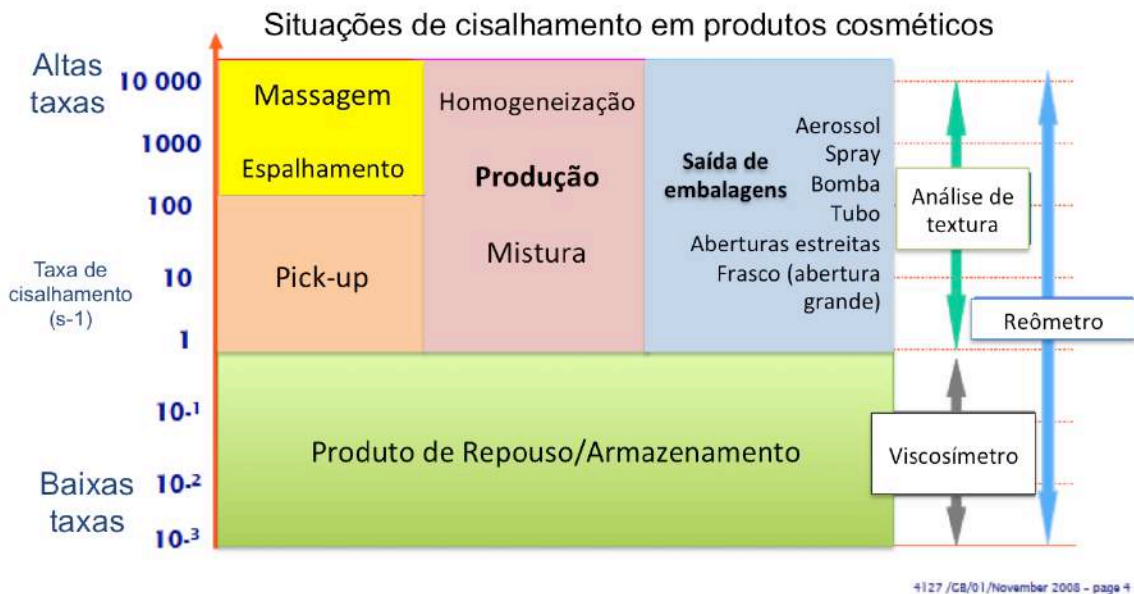 Situações de cisalhamento em produtos cosméticos
Altas
taxas
10 000
1000
100
Taxa de
cisalhamento
(s-1)
10
1
10-1
Baixas
taxas
10-2
10-3
Massagem
Espalhamento
Pick-up
Homogeneização
Produção
Mistura
Saída de
embalagens
Aerossol
Spray
Bomba
Tubo
Aberturas estreitas
Frasco (abertura
grande)
Produto de Repouso/Armazenamento
Análise de
textura
Reômetro
Viscosímetro
4127 /GB/01/November 2008 – page 4